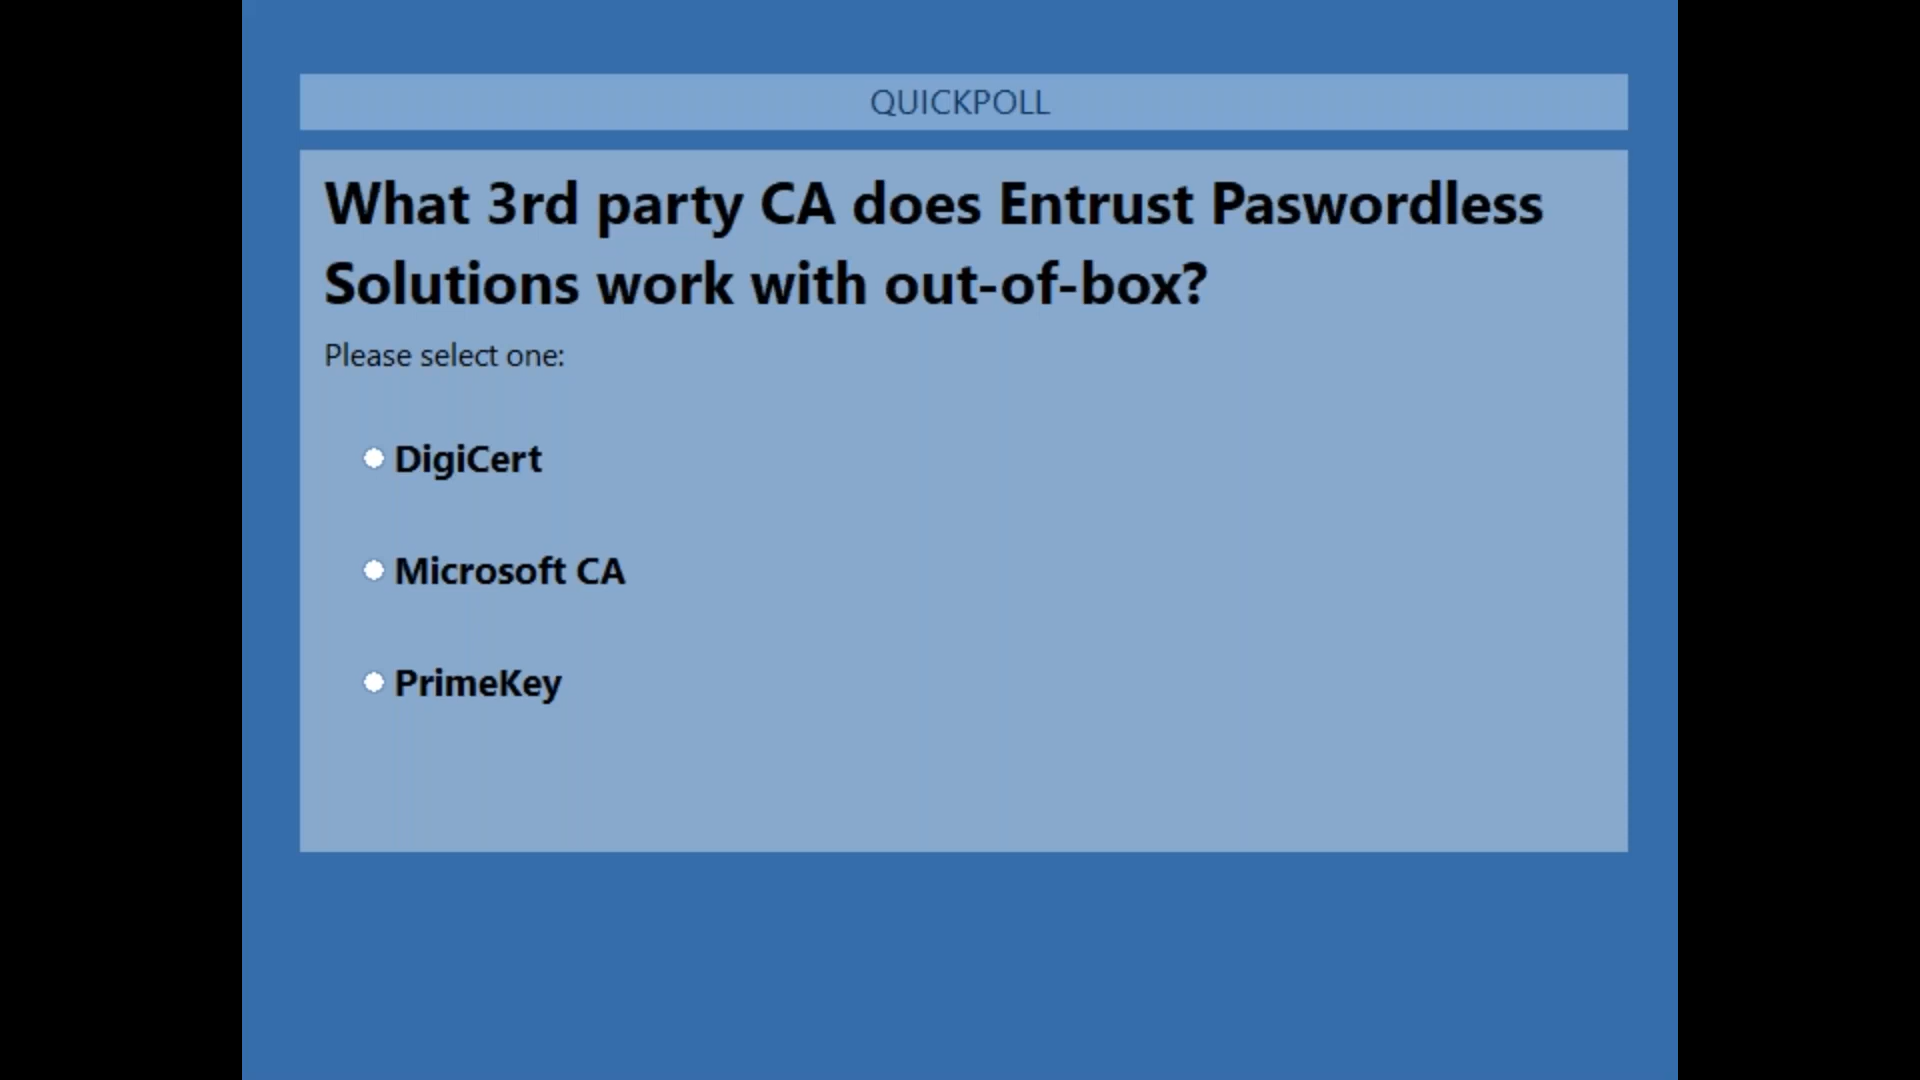 QUICKPOLL
What 3rd party CA does Entrust Paswordless
Solutions work with out-of-box?
Please select one:
DigiCert
Microsoft CA
PrimeKey